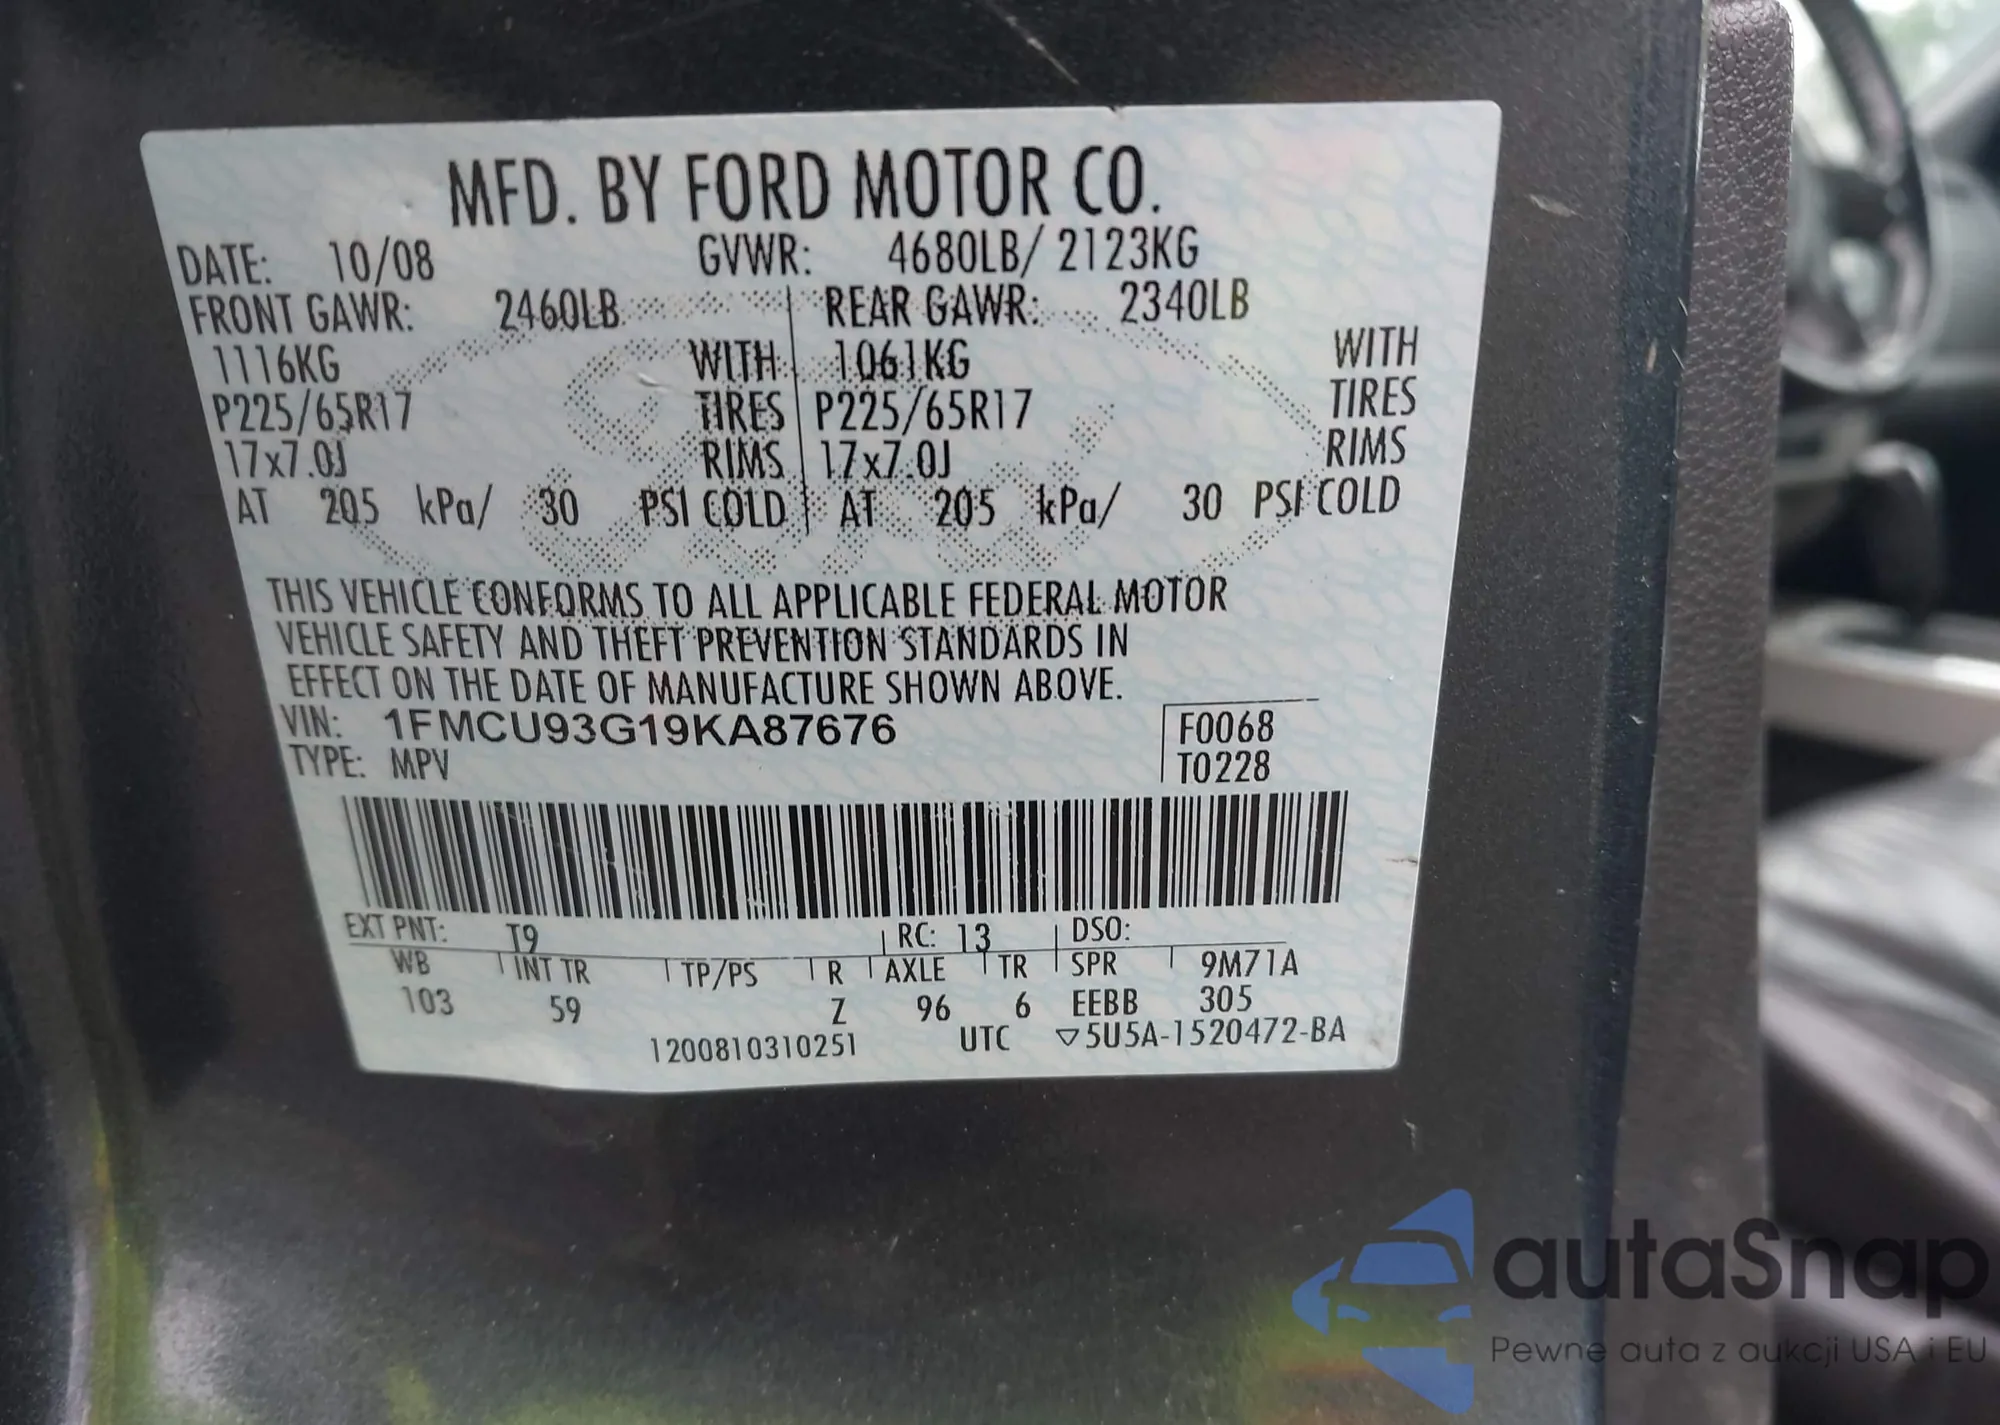 MFD. BY FORD MOTOR CO.
DATE: 10/08 GVWR: 4680LB/ 2123KG
FRONT GAWR: 2460LB REAR GAWR: 2340LB
1116KG WITH 1061KG WITH
P225/65R17 TIRES P225/65R17 TIRES
17x7.0J RIMS 17x7.0J RIMS
AT 205 kPa/ 30 PSI COLD AT 205 kPa/ 30 PSI COLD
THIS VEHICLE CONFORMS TO ALL APPLICABLE FEDERAL MOTOR
VEHICLE SAFETY AND THEFT PREVENTION STANDARDS IN
EFFECT ON THE DATE OF MANUFACTURE SHOWN ABOVE.
VIN: 1FMCU93G19KA87676 F0068
TYPE: MPV T0228
EXT PNT: T9 RC: 13 DSO:
WB INT TR TP/PS R AXLE TR SPR 9M71A
103 59 Z 96 6 EEBB 305
1200810310251 UTC ▽5U5A-1520472-BA
autaSnap
Pewne auta z aukcji USA i EU